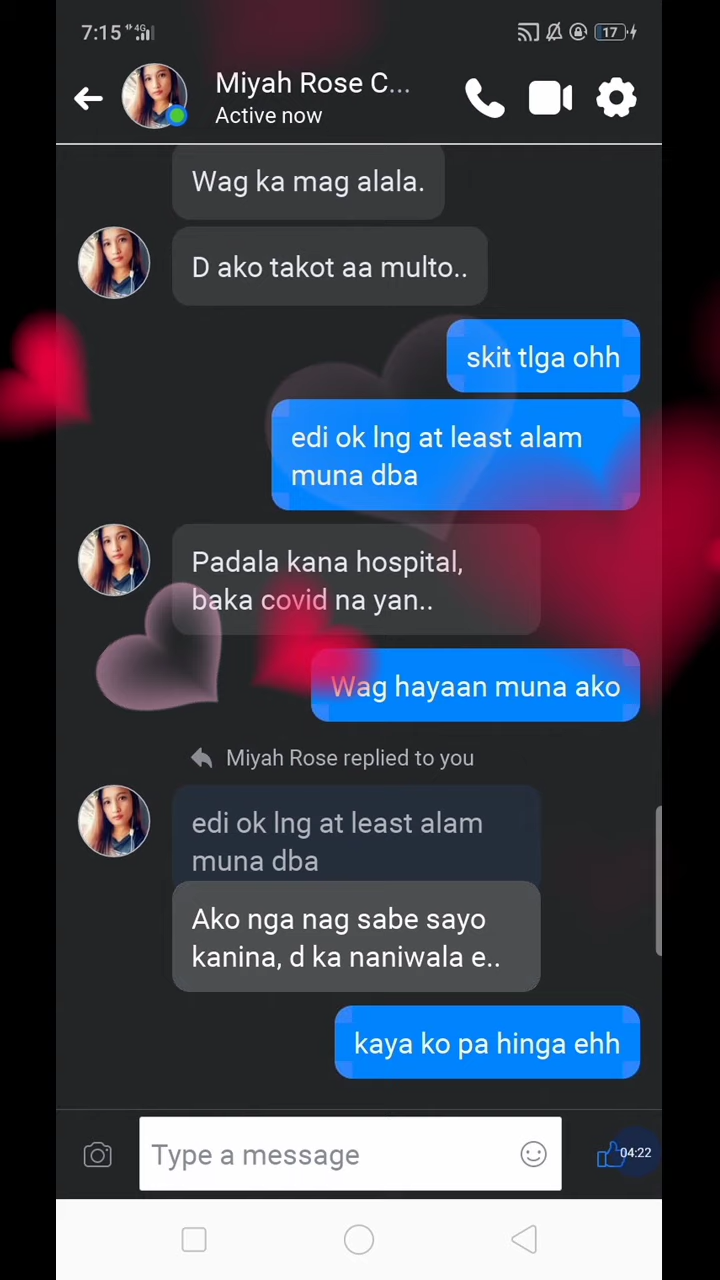 7:15 4G 17
Miyah Rose C...
Active now
Wag ka mag alala.
D ako takot aa multo..
skit tlga ohh
edi ok lng at least alam
muna dba
Padala kana hospital,
baka covid na yan..
Wag hayaan muna ako
Miyah Rose replied to you
edi ok lng at least alam
muna dba
Ako nga nag sabe sayo
kanina, d ka naniwala e..
kaya ko pa hinga ehh
Type a message
04:22